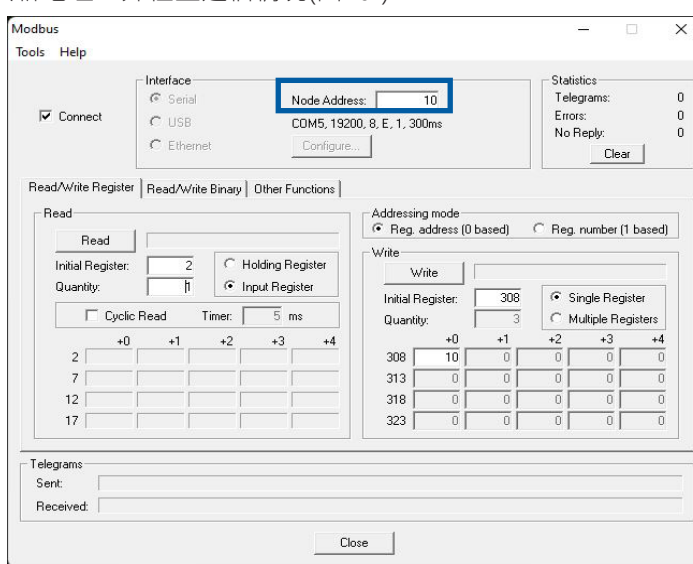 Modbus
Tools Help
Interface
Statistics
Connect
Serial
USB
Ethernet
Node Address: 10
COM5, 19200, 8, E, 1, 300ms
Configure...
Telegrams: 0
Errors: 0
No Reply: 0
Clear
Read/Write Register Read/Write Binary Other Functions
Read
Read
Initial Register: 2
Quantity: 1
Holding Register
Input Register
Cyclic Read Timer: 5 ms
+0 +1 +2 +3 +4
2
7
12
17
Addressing mode
Reg. address (0 based) Reg. number (1 based)
Write
Write
Initial Register: 308
Quantity: 3
Single Register
Multiple Registers
+0 +1 +2 +3 +4
308 10 0 0 0 0
313 0 0 0 0 0
318 0 0 0 0 0
323 0 0 0 0 0
Telegrams
Sent:
Received:
Close